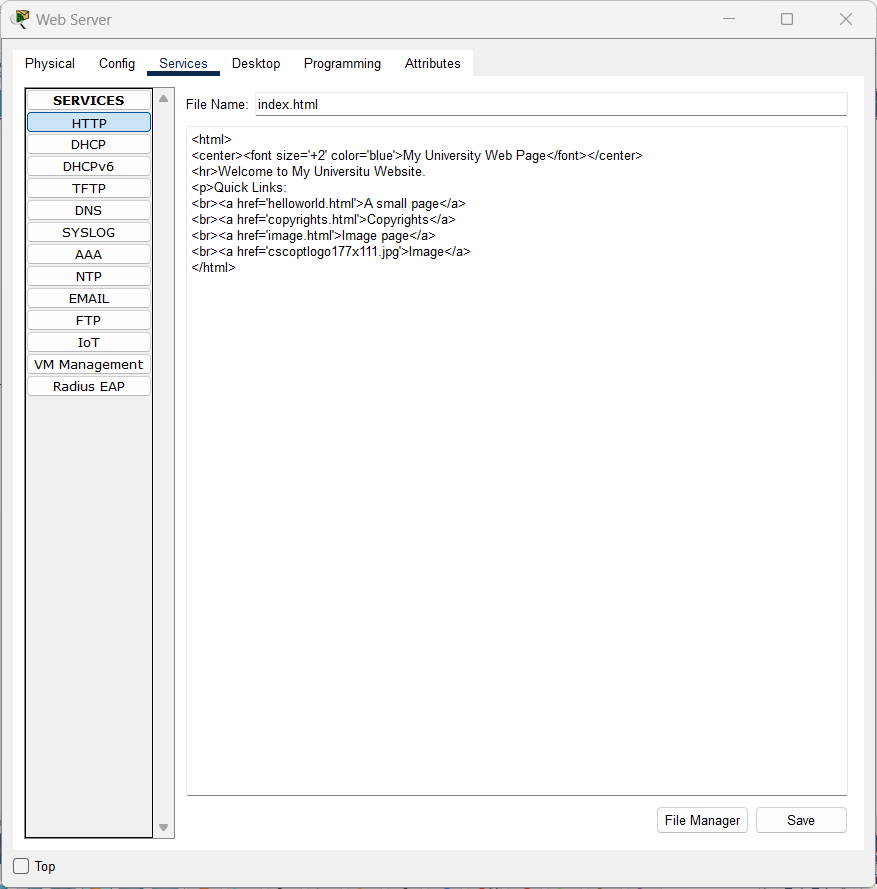 Web Server
Physical Config Services Desktop Programming Attributes
SERVICES
HTTP
DHCP
DHCPv6
TFTP
DNS
SYSLOG
AAA
NTP
EMAIL
FTP
IoT
VM Management
Radius EAP
File Name: index.html
<html>
<center><font size='+2' color='blue'>My University Web Page</font></center>
<hr>Welcome to My Universitu Website.
<p>Quick Links:
<br><a href='helloworld.html'>A small page</a>
<br><a href='copyrights.html'>Copyrights</a>
<br><a href='image.html'>Image page</a>
<br><a href='cscoptlogo177x111.jpg'>Image</a>
</html>
File Manager Save
Top